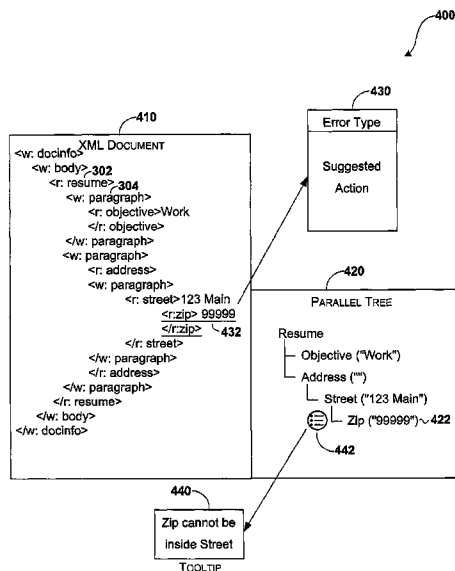 400
430
Error Type
Suggested
Action
410
XML DOCUMENT
<w: docinfo>
<w: body> 302
<r: resume> 304
<w: paragraph>
<r: objective>Work
</r: objective>
</w: paragraph>
<w: paragraph>
<r: address>
<w: paragraph>
<r: street>123 Main
<r:zip> 99999
</r:zip> 432
</r: street>
</w: paragraph>
</r: address>
</w: paragraph>
</r: resume>
</w: body>
</w: docinfo>
420
PARALLEL TREE
Resume
Objective ("Work")
Address ("")
Street ("123 Main")
Zip ("99999") 422
442
440
Zip cannot be
inside Street
TOOLTIP